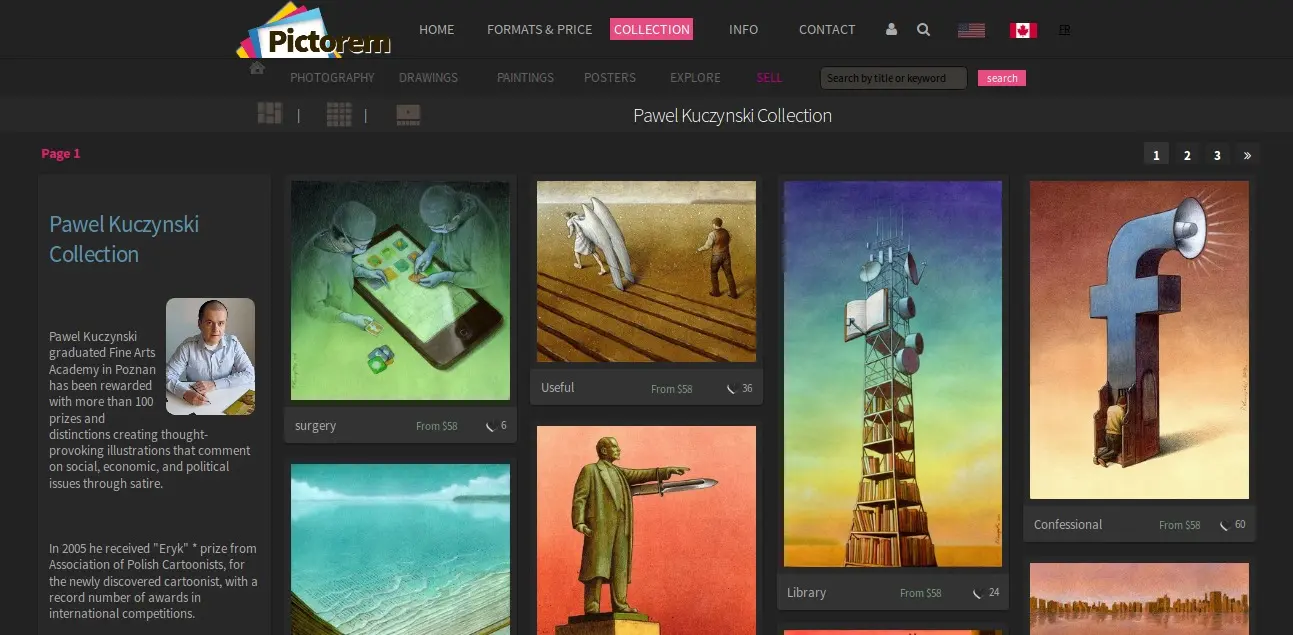 Pictorem
HOME
FORMATS & PRICE
COLLECTION
INFO
CONTACT
FR
PHOTOGRAPHY
DRAWINGS
PAINTINGS
POSTERS
EXPLORE
SELL
Search by title or keyword
search
|
|
Pawel Kuczynski Collection
Page 1
1
2
3
»
Pawel Kuczynski
Collection
Pawel Kuczynski
graduated Fine Arts
Academy in Poznan
has been rewarded
with more than 100
prizes and
distinctions creating thought-
provoking illustrations that comment
on social, economic, and political
issues through satire.
In 2005 he received "Eryk" * prize from
Association of Polish Cartoonists, for
the newly discovered cartoonist, with a
record number of awards in
international competitions.
surgery
From $58
6
Useful
From $58
36
Library
From $58
24
f
Confessional
From $58
60